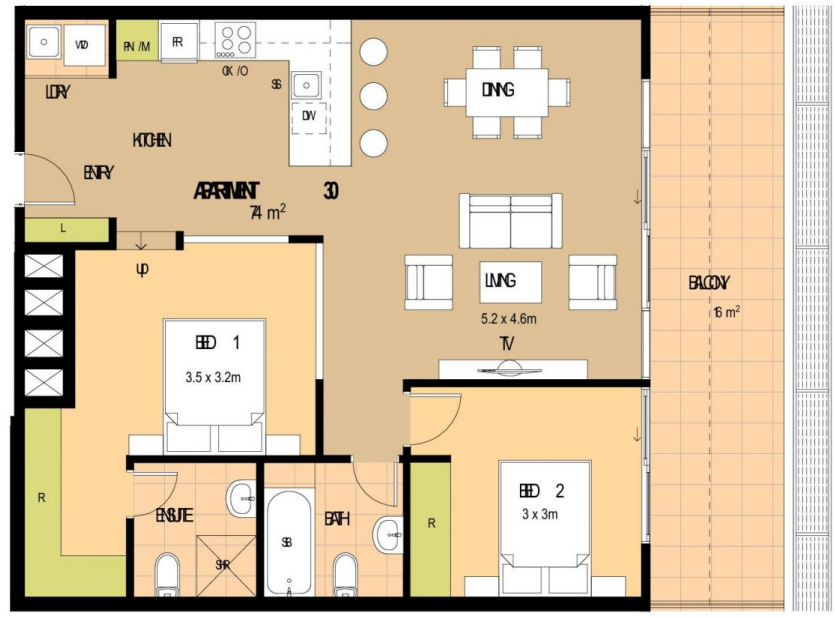 WD
PN /M
FR
CK /O
LDRY
SS
DW
DINING
KITCHEN
ENTRY
APARTMENT 30
74 m²
L
up
LIVING
5.2 x 4.6m
TV
BALCONY
16 m²
BED 1
3.5 x 3.2m
R
ENSUITE
SHR
BATH
SB
R
BED 2
3 x 3m